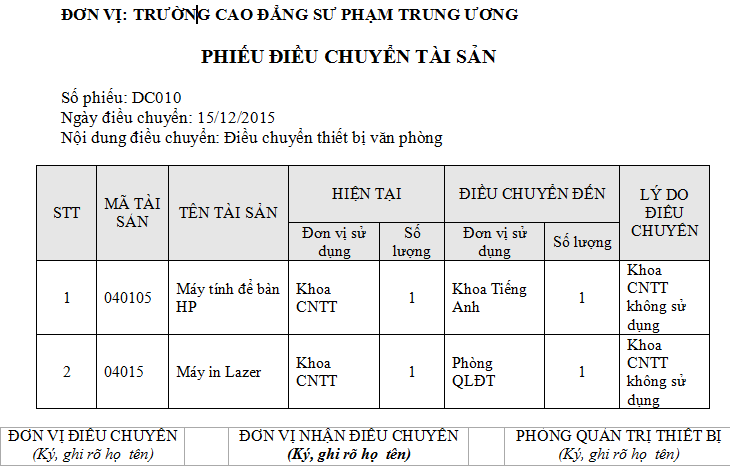 ĐƠN VỊ: TRƯỜNG CAO ĐẲNG SƯ PHẠM TRUNG ƯƠNG
PHIẾU ĐIỀU CHUYỂN TÀI SẢN
Số phiếu: DC010
Ngày điều chuyển: 15/12/2015
Nội dung điều chuyển: Điều chuyển thiết bị văn phòng
STT
MÃ TÀI
SẢN
TÊN TÀI SẢN
HIỆN TẠI
ĐIỀU CHUYỂN ĐẾN
LÝ DO
ĐIỀU
CHUYỂN
Đơn vị sử
dụng
Số
lượng
Đơn vị sử
dụng
Số lượng
1
040105
Máy tính để bàn
HP
Khoa
CNTT
1
Khoa Tiếng
Anh
1
Khoa
CNTT
không sử
dụng
2
04015
Máy in Lazer
Khoa
CNTT
1
Phòng
QLĐT
1
Khoa
CNTT
không sử
dụng
ĐƠN VỊ ĐIỀU CHUYỂN
(Ký, ghi rõ họ tên)
ĐƠN VỊ NHẬN ĐIỀU CHUYỂN
(Ký, ghi rõ họ tên)
PHÒNG QUẢN TRỊ THIẾT BỊ
(Ký, ghi rõ họ tên)